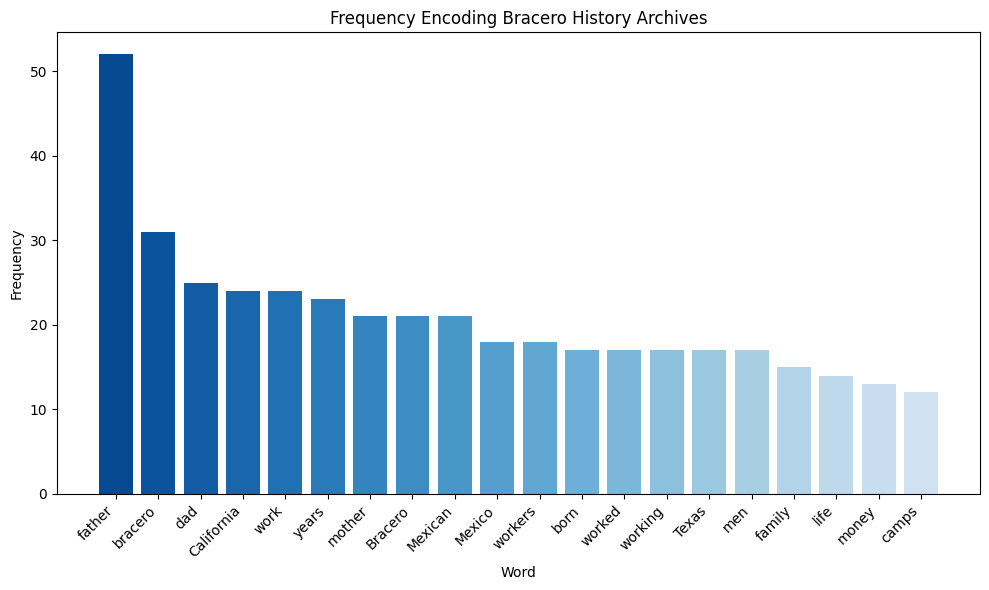 Frequency Encoding Bracero History Archives
Frequency
50
40
30
20
10
0
father
bracero
dad
California
work
years
mother
Bracero
Mexican
Mexico
workers
born
worked
working
Texas
men
family
life
money
camps
Word